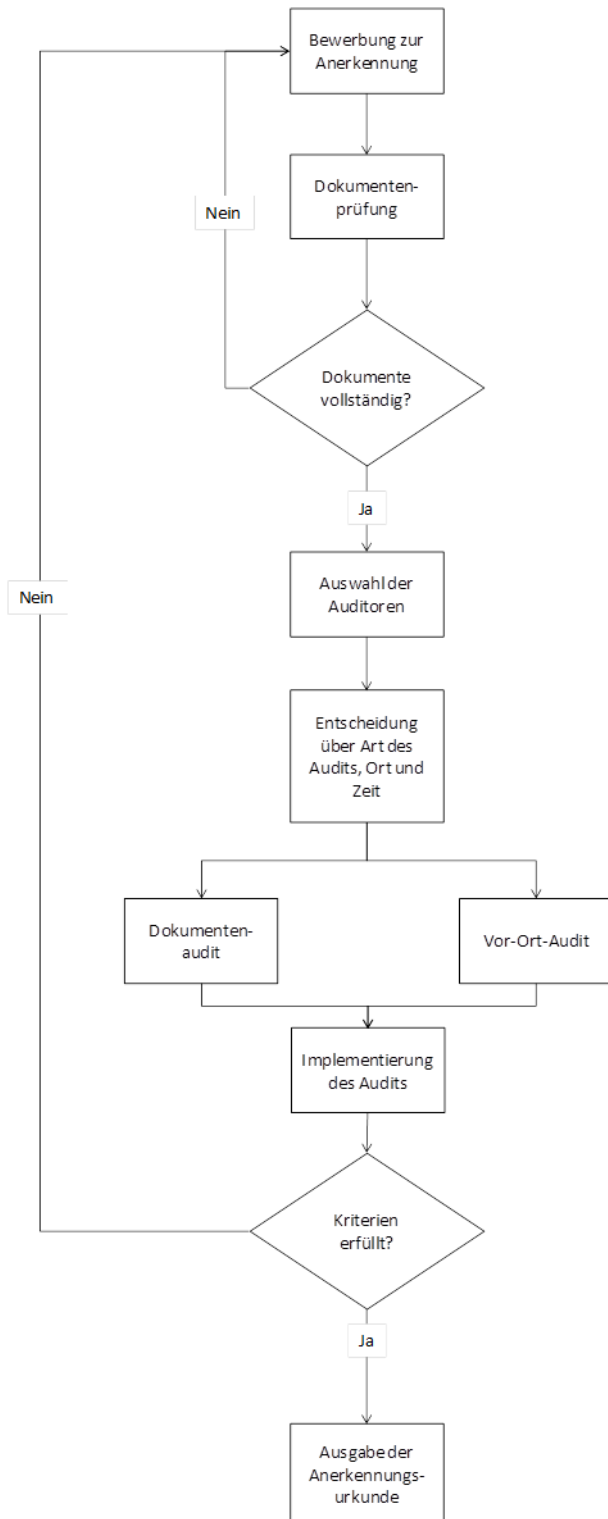 Bewerbung zur
Anerkennung
Dokumenten-
prüfung
Nein
Dokumente
vollständig?
Ja
Auswahl der
Auditoren
Nein
Entscheidung
über Art des
Audits, Ort und
Zeit
Dokumenten-
audit
Vor-Ort-Audit
Implementierung
des Audits
Kriterien
erfüllt?
Ja
Ausgabe der
Anerkennungs-
urkunde